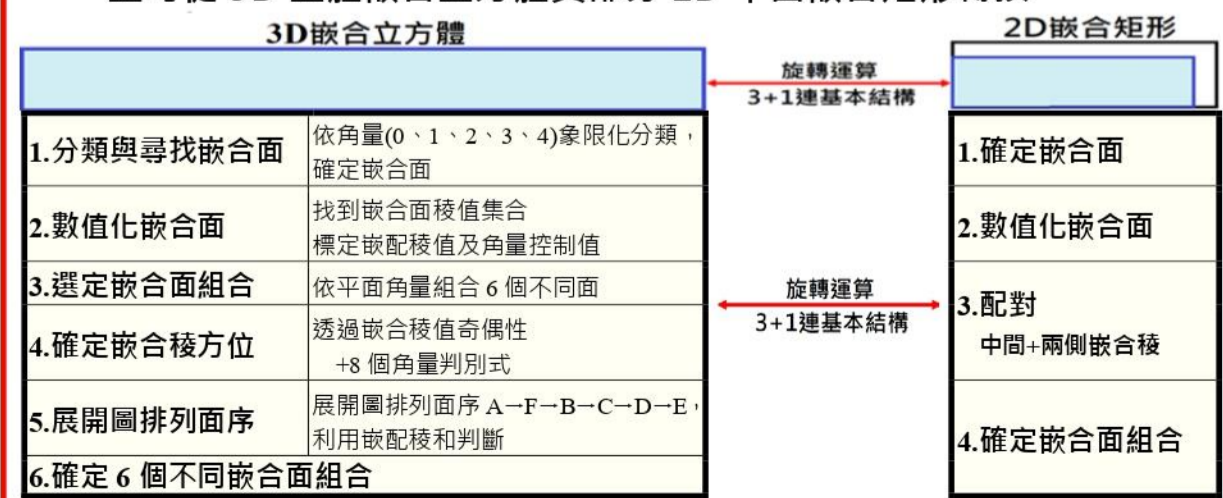 3D嵌合立方體
2D嵌合矩形
旋轉運算
3+1連基本結構
1.分類與尋找嵌合面
依角量(0、1、2、3、4)象限化分類，
確定嵌合面
2.數值化嵌合面
找到嵌合面稜值集合
標定嵌配稜值及角量控制值
3.選定嵌合面組合
依平面角量組合 6 個不同面
4.確定嵌合稜方位
透過嵌合稜值奇偶性
+8 個角量判別式
5.展開圖排列面序
展開圖排列面序 A→F→B→C→D→E，
利用嵌配稜和判斷
6.確定 6 個不同嵌合面組合
旋轉運算
3+1連基本結構
1.確定嵌合面
2.數值化嵌合面
3.配對
中間+兩側嵌合稜
4.確定嵌合面組合